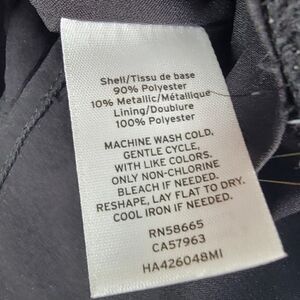 Shell/Tissu de base
90% Polyester
10% Metallic/Métallique
Lining/Doublure
100% Polyester
MACHINE WASH COLD,
GENTLE CYCLE,
WITH LIKE COLORS.
ONLY NON-CHLORINE
BLEACH IF NEEDED.
RESHAPE, LAY FLAT TO DRY.
COOL IRON IF NEEDED.
RN58665
CA57963
HA426048MI